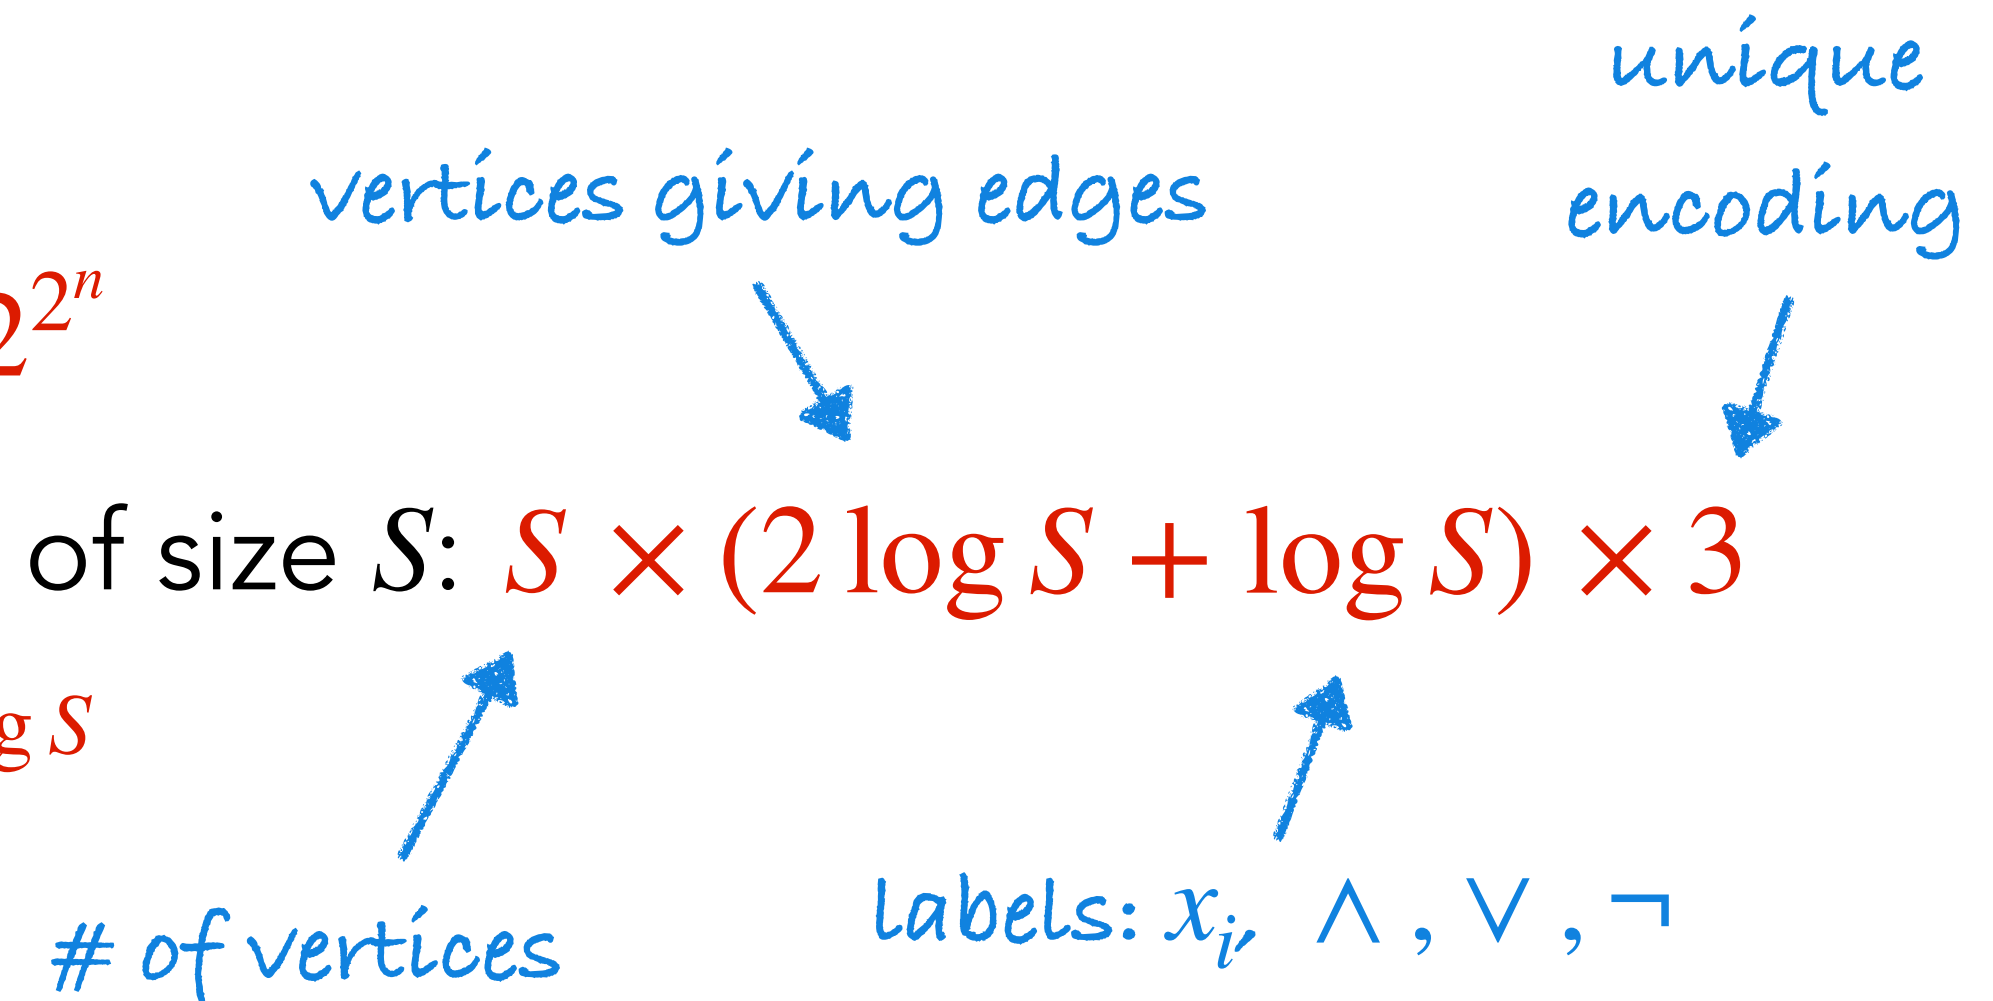 unique
vertices giving edges
encoding
2^{2^n}
of size S: S × (2 log S + log S) × 3
g S
labels: x_i, ∧ , ∨ , ¬
# of vertices